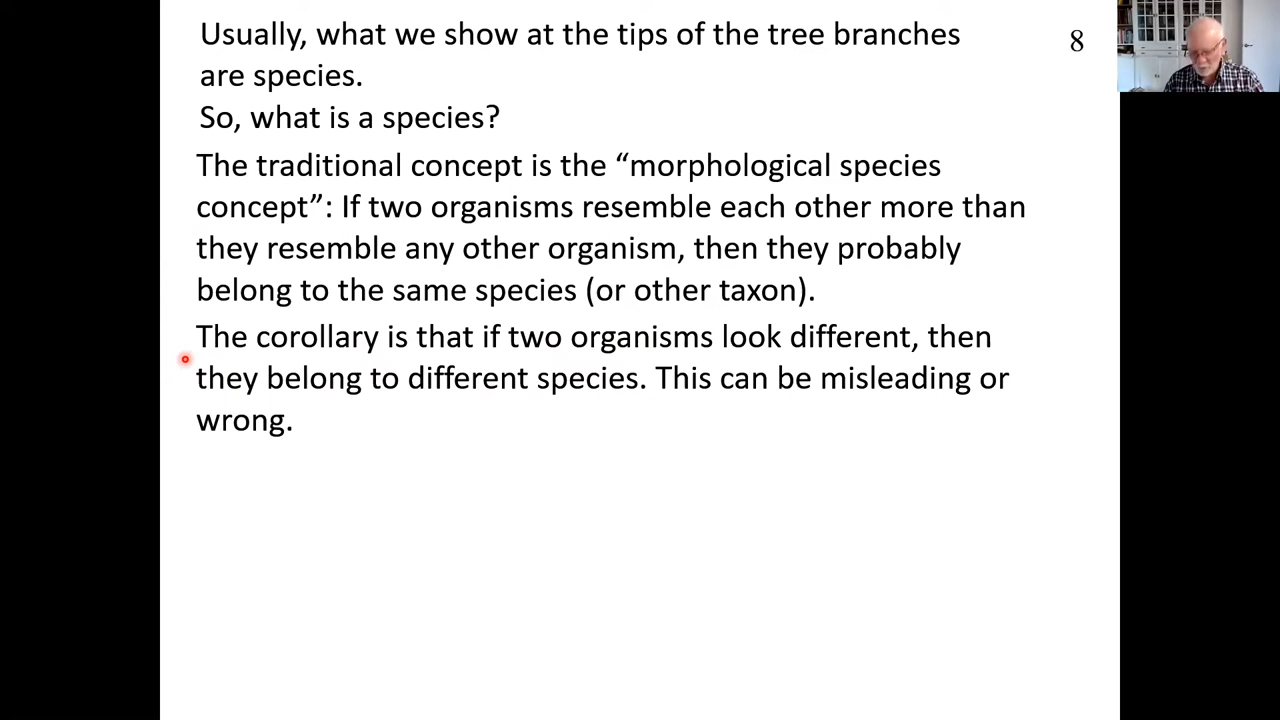 Usually, what we show at the tips of the tree branches
are species.
8
So, what is a species?
The traditional concept is the “morphological species
concept”: If two organisms resemble each other more than
they resemble any other organism, then they probably
belong to the same species (or other taxon).
The corollary is that if two organisms look different, then
they belong to different species. This can be misleading or
wrong.